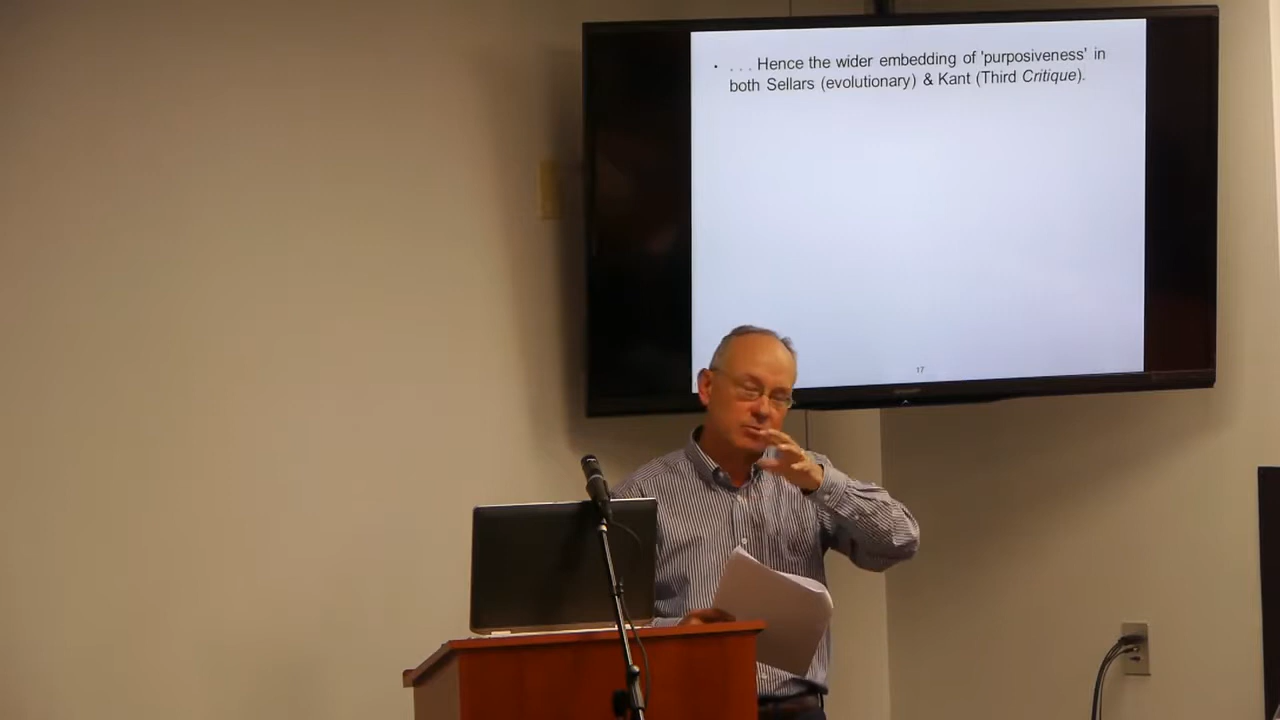 . . . Hence the wider embedding of 'purposiveness' in
both Sellars (evolutionary) & Kant (Third Critique).
17